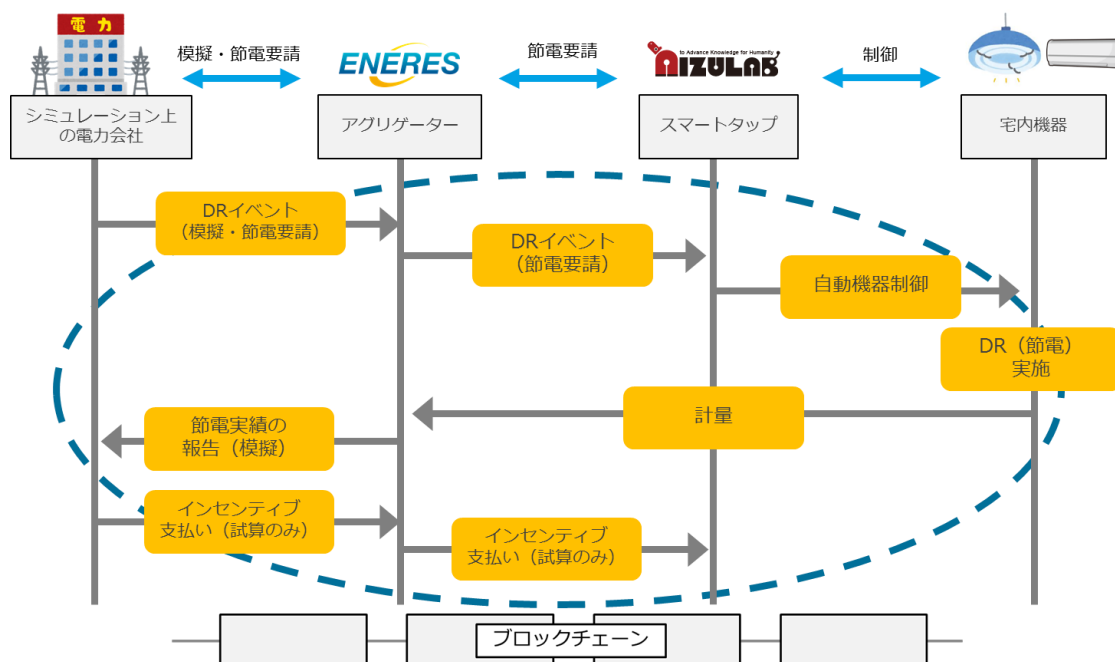 電力
模擬・節電要請
ENERES
節電要請
to Advance Knowledge for Humanity
AIZULAB
制御
シミュレーション上
の電力会社
アグリゲーター
スマートタップ
宅内機器
DRイベント
（模擬・節電要請）
DRイベント
（節電要請）
自動機器制御
DR（節電）
実施
計量
節電実績の
報告（模擬）
インセンティブ
支払い（試算のみ）
インセンティブ
支払い（試算のみ）
ブロックチェーン